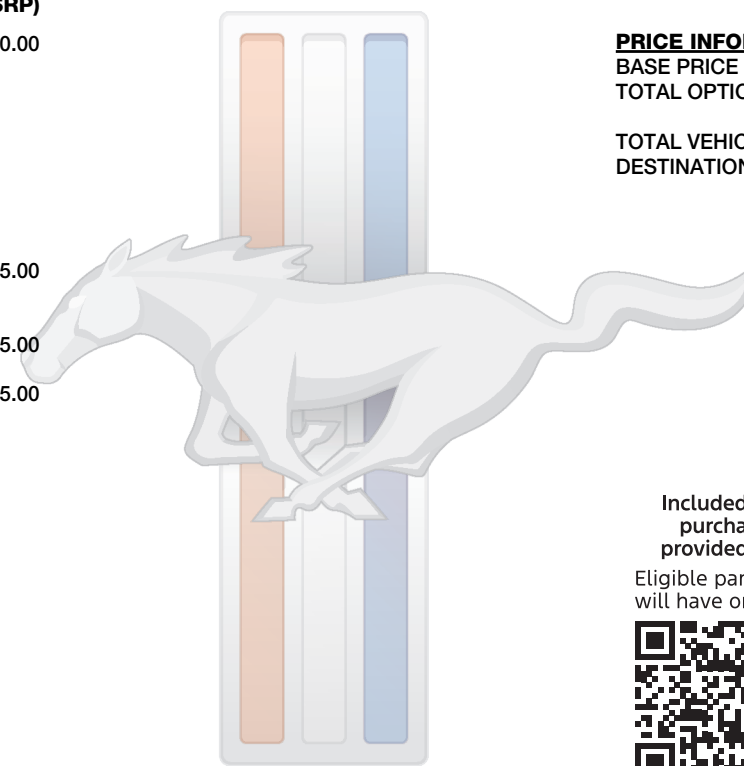 SRP)
0.00
5.00
5.00
5.00
PRICE INFO
BASE PRICE
TOTAL OPTIO
TOTAL VEHIC
DESTINATION
Included
purcha
provided
Eligible par
will have o